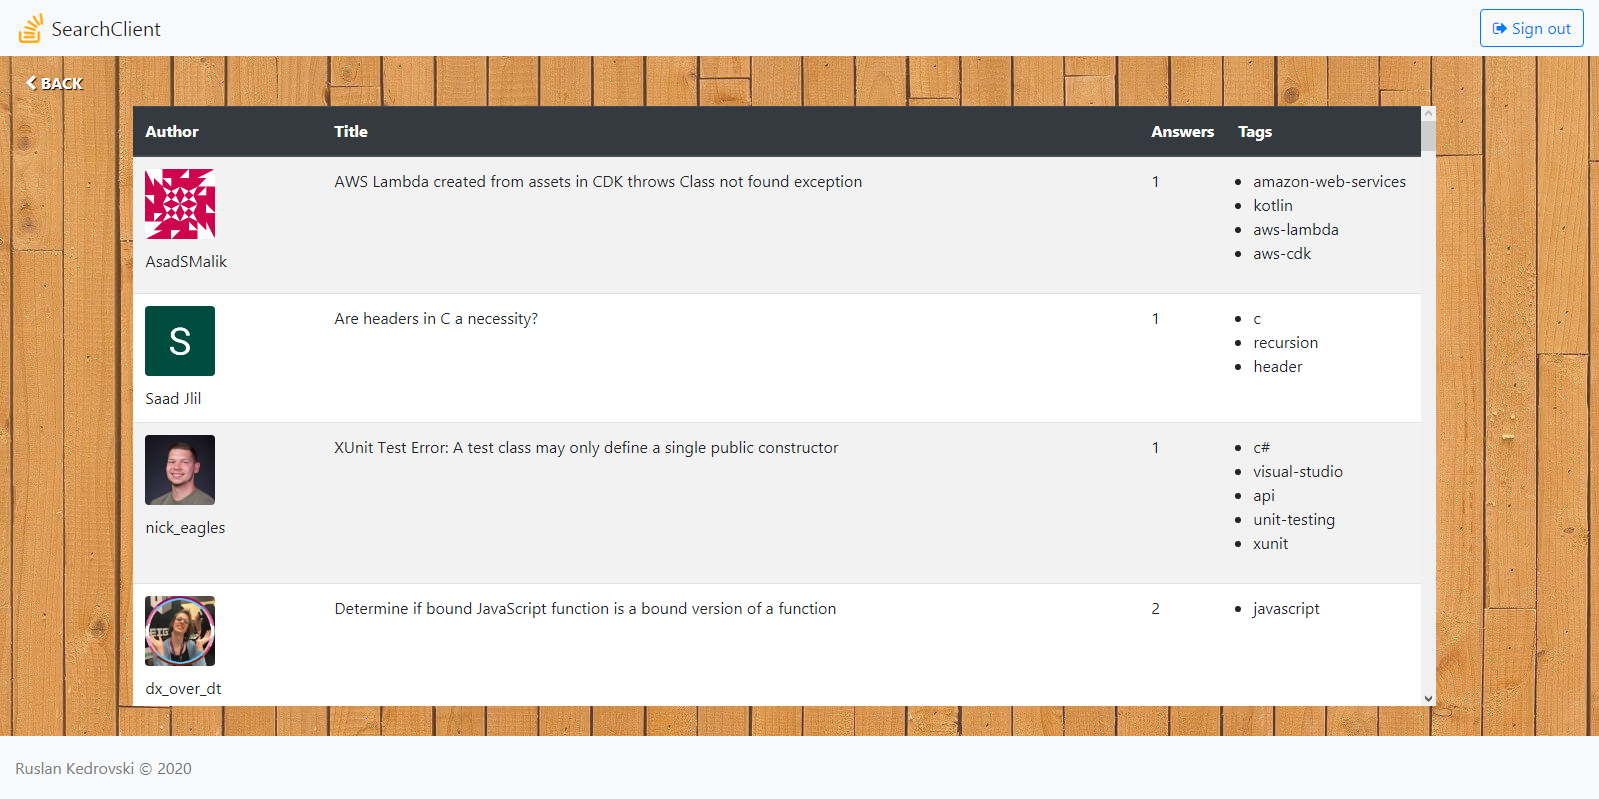 SearchClient
Sign out
BACK
Author Title Answers Tags
AWS Lambda created from assets in CDK throws Class not found exception 1
amazon-web-services
kotlin
aws-lambda
aws-cdk
AsadSMalik
S
Are headers in C a necessity? 1
c
recursion
header
Saad Jlil
XUnit Test Error: A test class may only define a single public constructor 1
c#
visual-studio
api
unit-testing
xunit
nick_eagles
Determine if bound JavaScript function is a bound version of a function 2
javascript
dx_over_dt
Ruslan Kedrovski © 2020